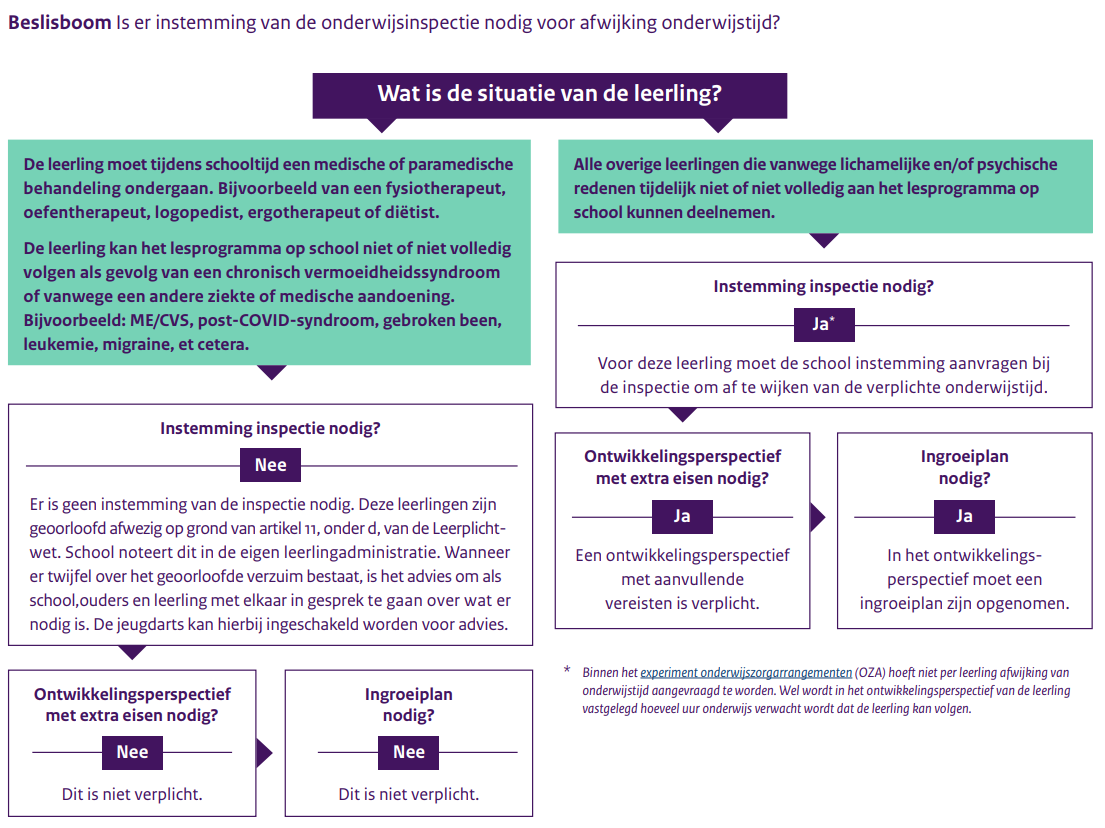 Beslisboom Is er instemming van de onderwijsinspectie nodig voor afwijking onderwijstijd?
Wat is de situatie van de leerling?
De leerling moet tijdens schooltijd een medische of paramedische
behandeling ondergaan. Bijvoorbeeld van een fysiotherapeut,
oefentherapeut, logopedist, ergotherapeut of diëtist.
De leerling kan het lesprogramma op school niet of niet volledig
volgen als gevolg van een chronisch vermoeidheidssyndroom
of vanwege een andere ziekte of medische aandoening.
Bijvoorbeeld: ME/CVS, post-COVID-syndroom, gebroken been,
leukemie, migraine, et cetera.
Instemming inspectie nodig?
Nee
Er is geen instemming van de inspectie nodig. Deze leerlingen zijn
geoorloofd afwezig op grond van artikel 11, onder d, van de Leerplicht-
wet. School noteert dit in de eigen leerlingadministratie. Wanneer
er twijfel over het geoorloofde verzuim bestaat, is het advies om als
school,ouders en leerling met elkaar in gesprek te gaan over wat er
nodig is. De jeugdarts kan hierbij ingeschakeld worden voor advies.
Ontwikkelingsperspectief
met extra eisen nodig?
Nee
Dit is niet verplicht.
Ingroeiplan
nodig?
Nee
Dit is niet verplicht.
Alle overige leerlingen die vanwege lichamelijke en/of psychische
redenen tijdelijk niet of niet volledig aan het lesprogramma op
school kunnen deelnemen.
Instemming inspectie nodig?
Ja*
Voor deze leerling moet de school instemming aanvragen bij
de inspectie om af te wijken van de verplichte onderwijstijd.
Ontwikkelingsperspectief
met extra eisen nodig?
Ja
Een ontwikkelingsperspectief
met aanvullende
vereisten is verplicht.
Ingroeiplan
nodig?
Ja
In het ontwikkelings-
perspectief moet een
ingroeiplan zijn opgenomen.
* Binnen het experiment onderwijszorgarrangementen (OZA) hoeft niet per leerling afwijking van
onderwijstijd aangevraagd te worden. Wel wordt in het ontwikkelingsperspectief van de leerling
vastgelegd hoeveel uur onderwijs verwacht wordt dat de leerling kan volgen.